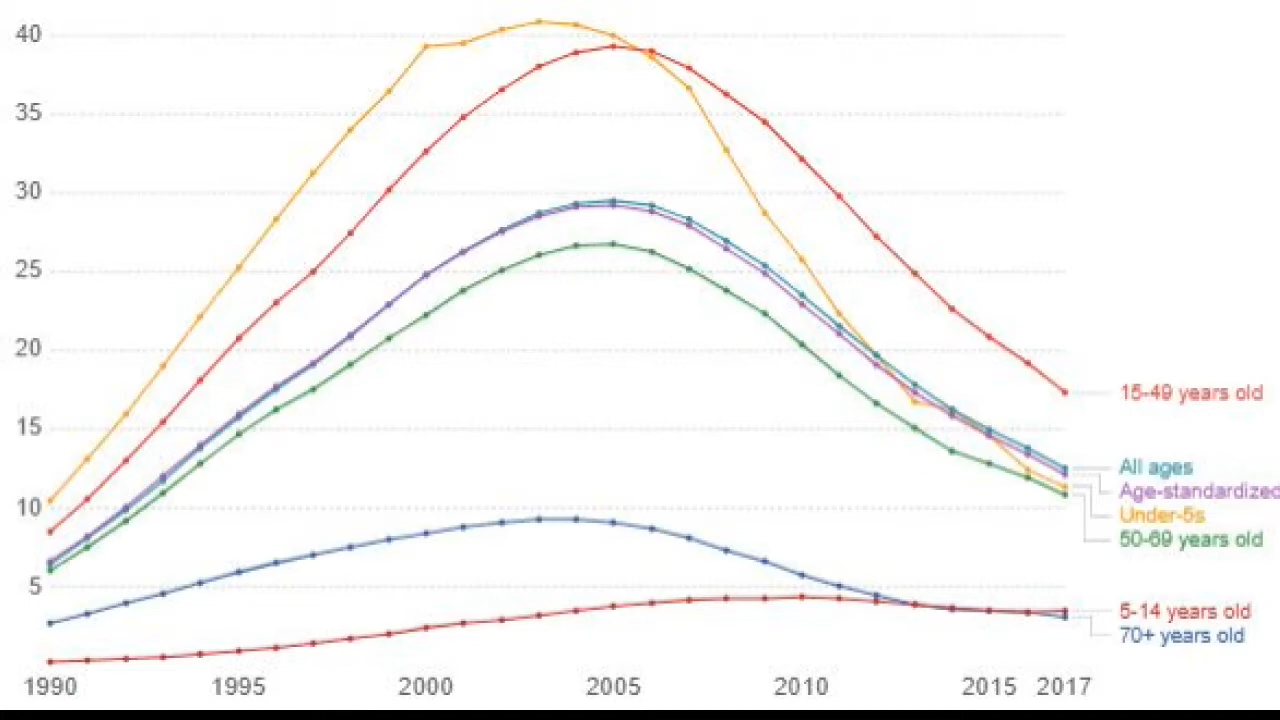 40
35
30
25
20
15
10
5
15-49 years old
All ages
Age-standardized
Under-5s
50-69 years old
5-14 years old
70+ years old
1990 1995 2000 2005 2010 2015 2017